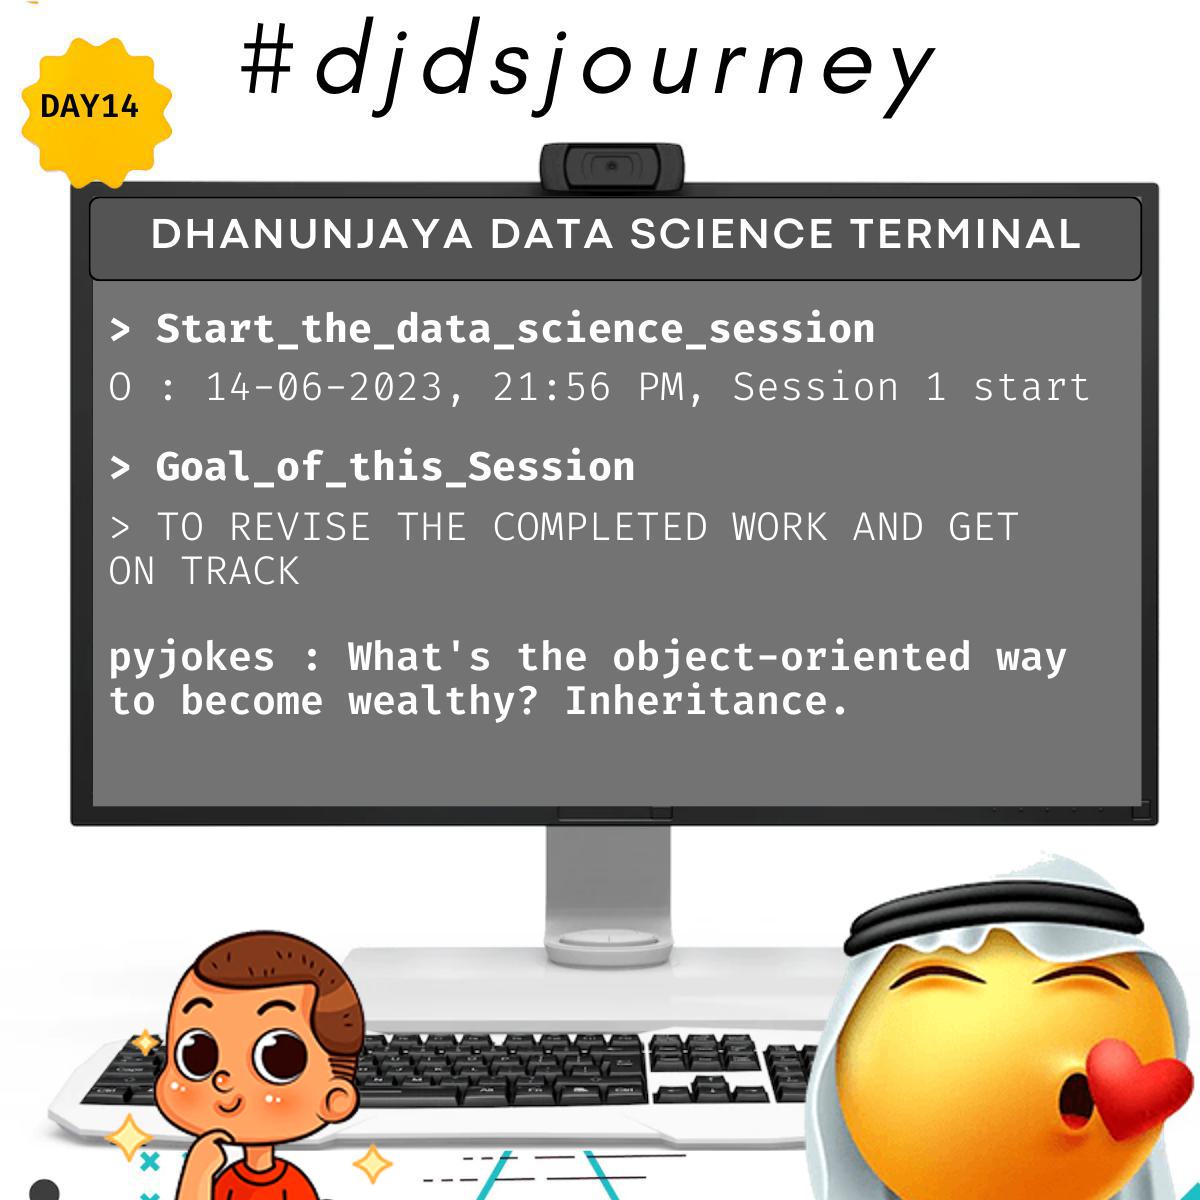 #djdsjourney
DAY14
DHANUNJAYA DATA SCIENCE TERMINAL
> Start_the_data_science_session
O : 14-06-2023, 21:56 PM, Session 1 start
> Goal_of_this_Session
> TO REVISE THE COMPLETED WORK AND GET
ON TRACK
pyjokes : What's the object-oriented way
to become wealthy? Inheritance.